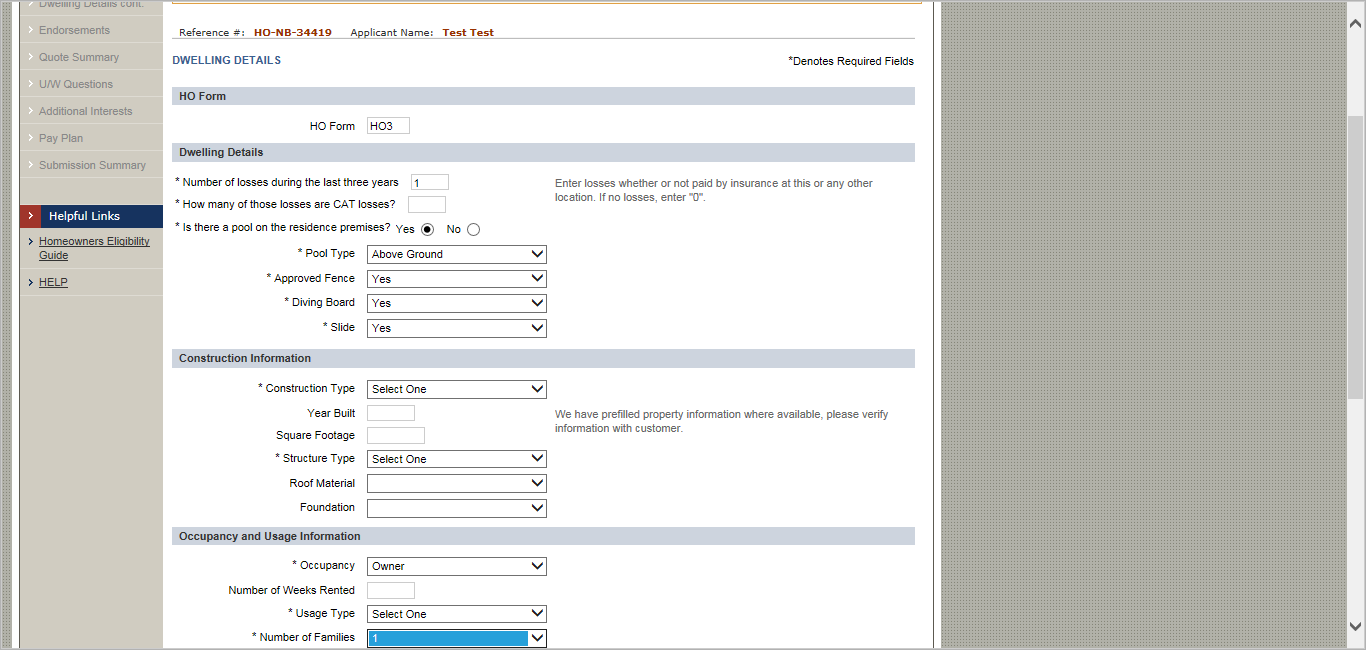 Dwelling Details cont.
Endorsements
Quote Summary
U/W Questions
Additional Interests
Pay Plan
Submission Summary
Helpful Links
Homeowners Eligibility
Guide
HELP
Reference #: HO-NB-34419 Applicant Name: Test Test
DWELLING DETAILS
*Denotes Required Fields
HO Form
HO Form HO3
Dwelling Details
* Number of losses during the last three years 1
Enter losses whether or not paid by insurance at this or any other
location. If no losses, enter "0".
* How many of those losses are CAT losses?
* Is there a pool on the residence premises? Yes No
* Pool Type Above Ground
* Approved Fence Yes
* Diving Board Yes
* Slide Yes
Construction Information
* Construction Type Select One
Year Built
We have prefilled property information where available, please verify
information with customer.
Square Footage
* Structure Type Select One
Roof Material
Foundation
Occupancy and Usage Information
* Occupancy Owner
Number of Weeks Rented
* Usage Type Select One
* Number of Families 1